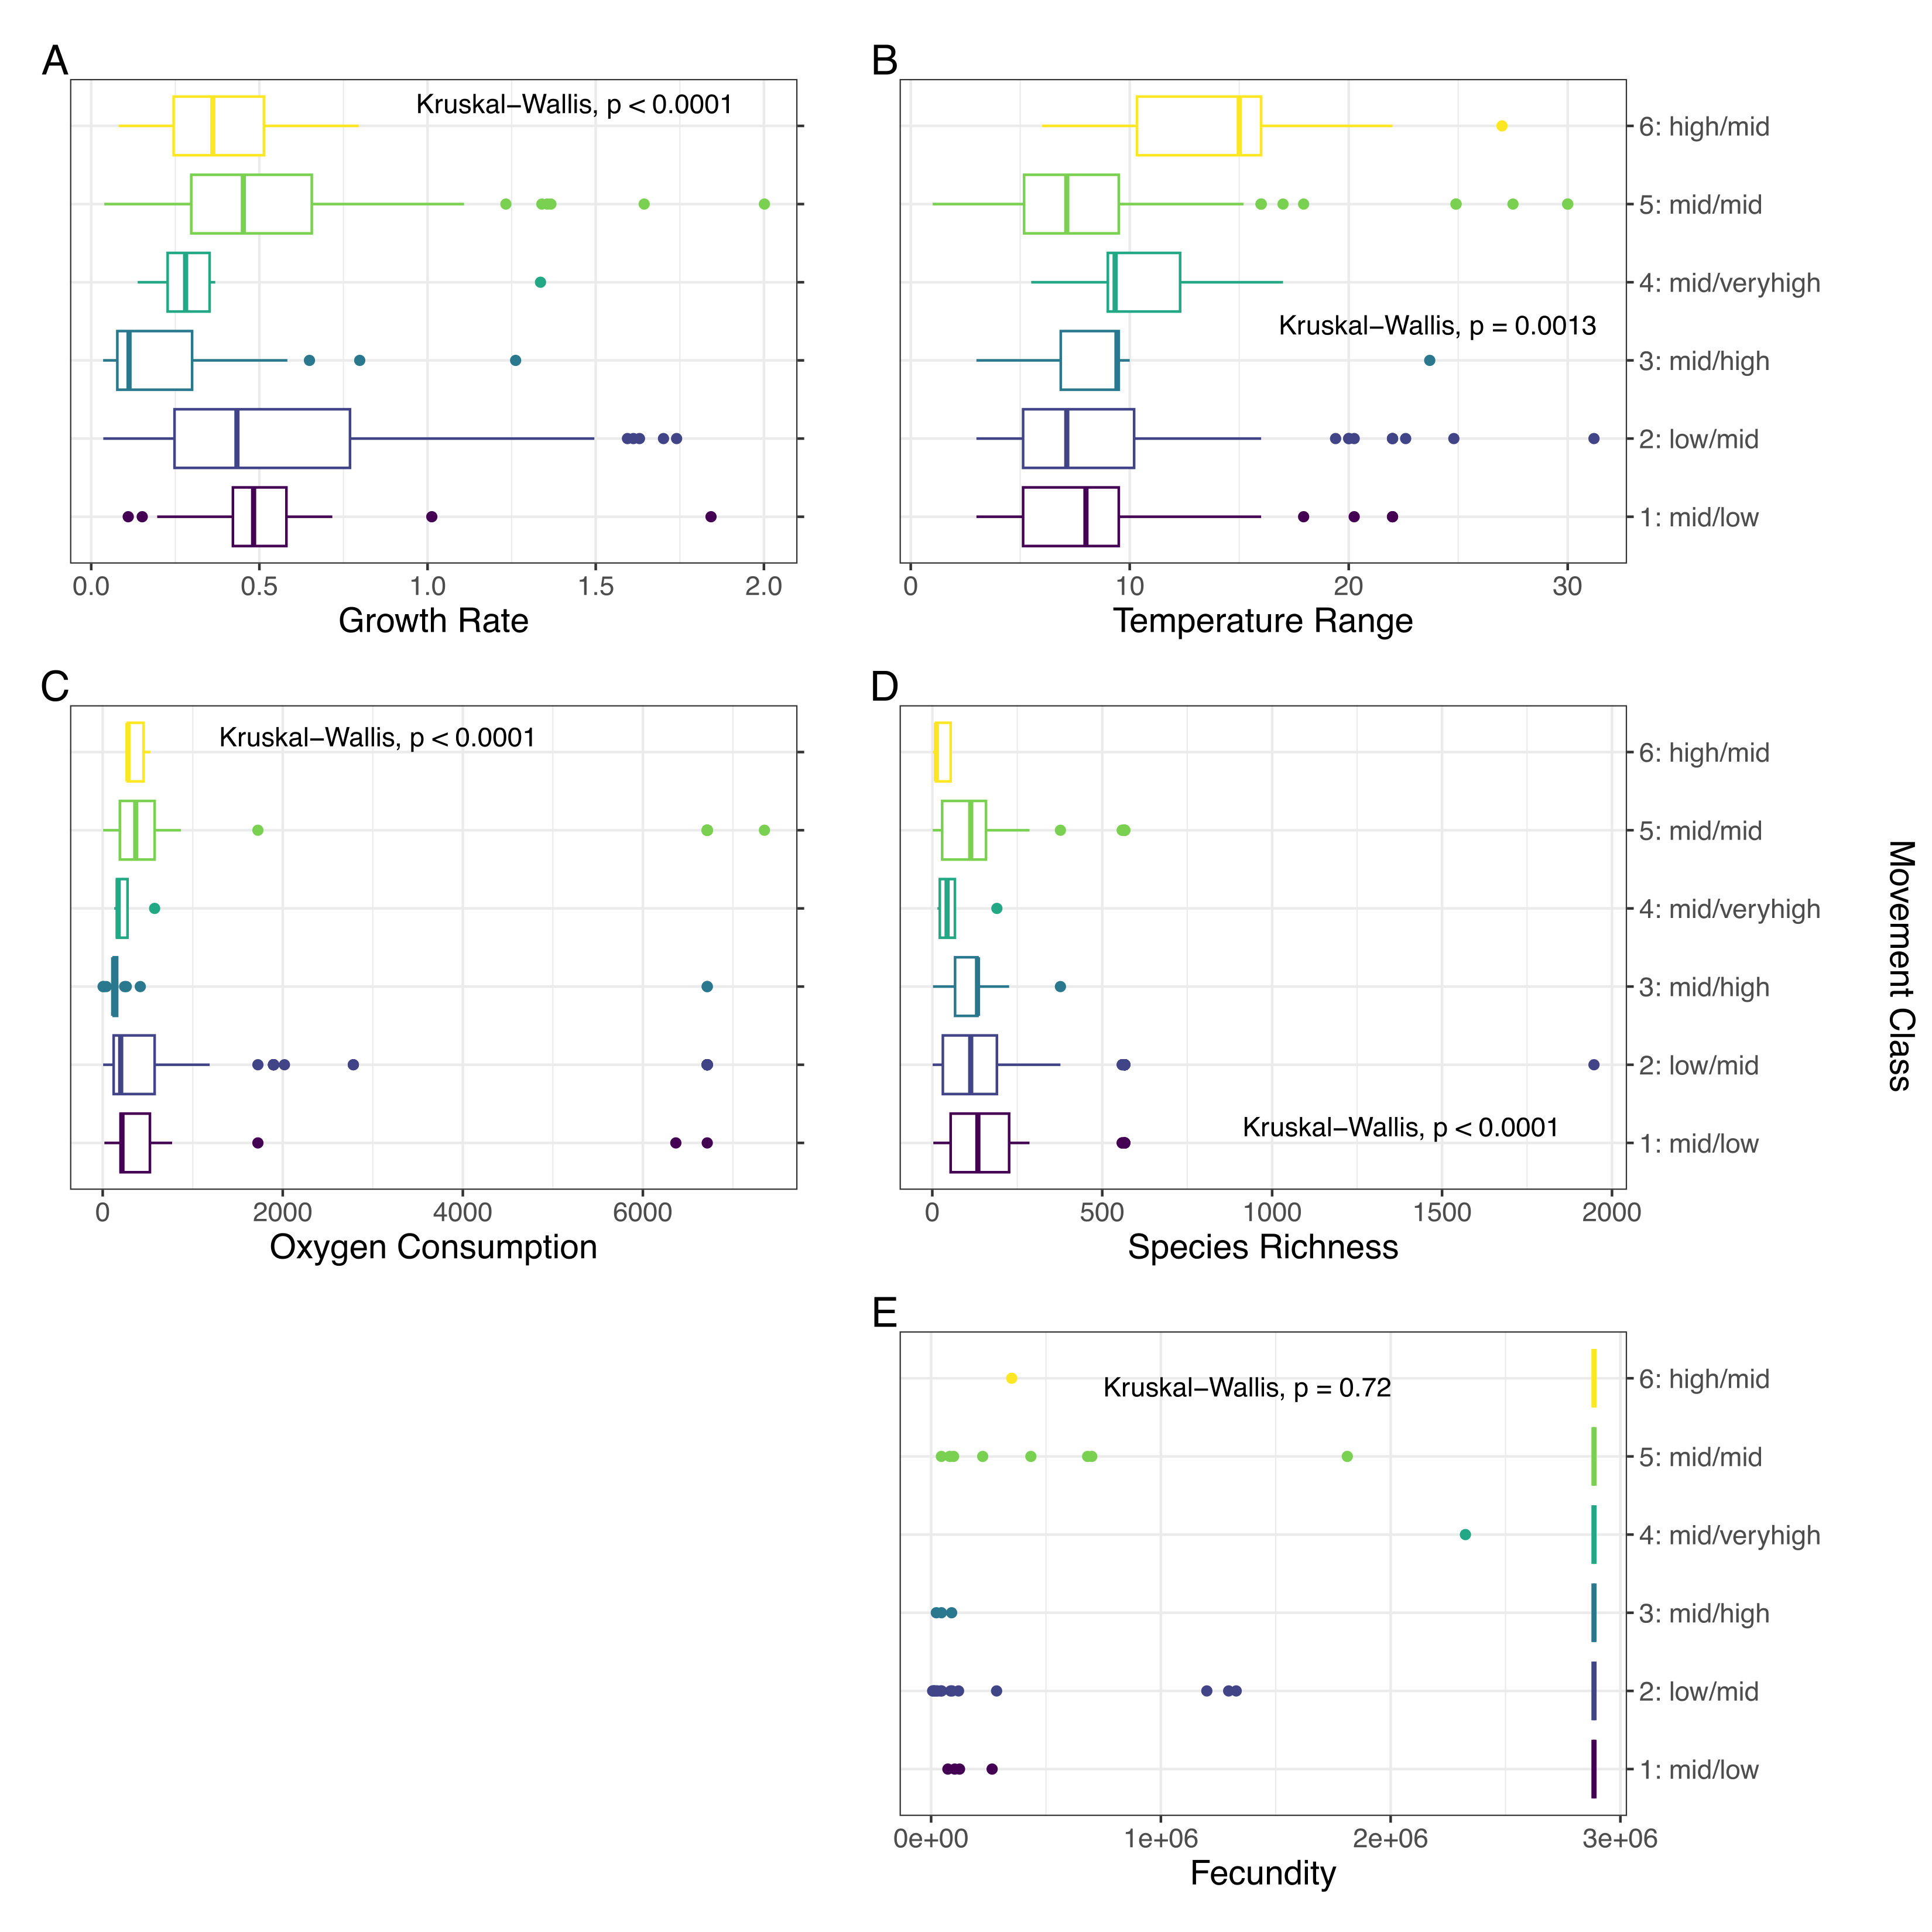 A
Kruskal−Wallis, p < 0.0001
0.0 0.5 1.0 1.5 2.0
Growth Rate
B
6: high/mid
5: mid/mid
4: mid/veryhigh
Kruskal−Wallis, p = 0.0013
3: mid/high
2: low/mid
1: mid/low
0 10 20 30
Temperature Range
C
Kruskal−Wallis, p < 0.0001
0 2000 4000 6000
Oxygen Consumption
D
6: high/mid
5: mid/mid
4: mid/veryhigh
3: mid/high
2: low/mid
Kruskal−Wallis, p < 0.0001
1: mid/low
0 500 1000 1500 2000
Species Richness
Movement Class
E
6: high/mid
Kruskal−Wallis, p = 0.72
5: mid/mid
4: mid/veryhigh
3: mid/high
2: low/mid
1: mid/low
0e+00 1e+06 2e+06 3e+06
Fecundity